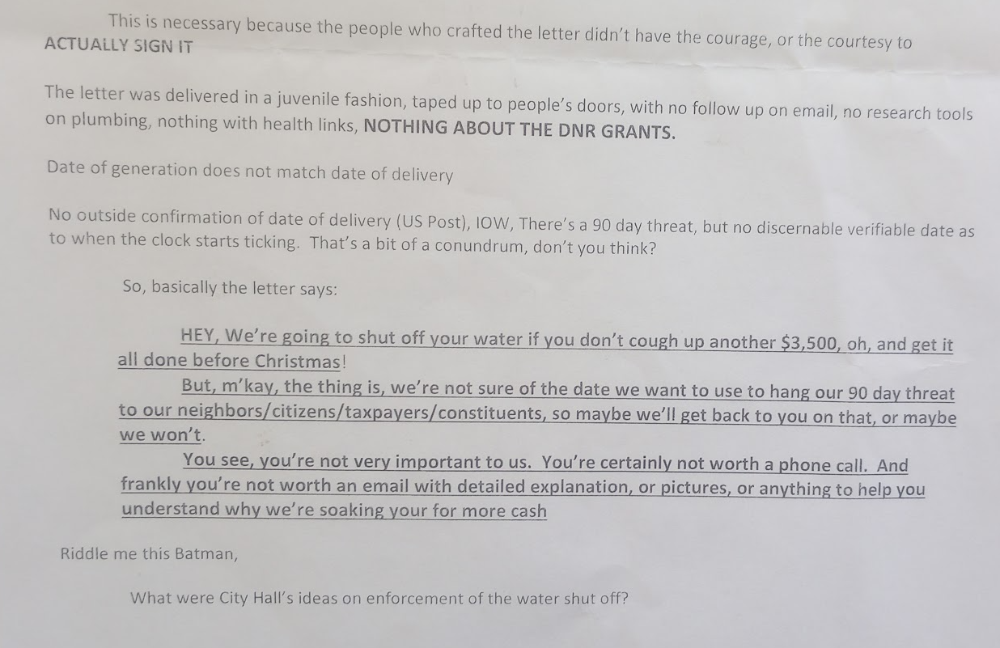 This is necessary because the people who crafted the letter didn't have the courage, or the courtesy to
ACTUALLY SIGN IT
The letter was delivered in a juvenile fashion, taped up to people's doors, with no follow up on email, no research tools
on plumbing, nothing with health links, NOTHING ABOUT THE DNR GRANTS.
Date of generation does not match date of delivery
No outside confirmation of date of delivery (US Post), IOW, There's a 90 day threat, but no discernable verifiable date as
to when the clock starts ticking. That's a bit of a conundrum, don't you think?
So, basically the letter says:
HEY, We're going to shut off your water if you don't cough up another $3,500, oh, and get it
all done before Christmas!
But, m'kay, the thing is, we're not sure of the date we want to use to hang our 90 day threat
to our neighbors/citizens/taxpayers/constituents, so maybe we'll get back to you on that, or maybe
we won't.
You see, you're not very important to us. You're certainly not worth a phone call. And
frankly you're not worth an email with detailed explanation, or pictures, or anything to help you
understand why we're soaking your for more cash
Riddle me this Batman,
What were City Hall's ideas on enforcement of the water shut off?